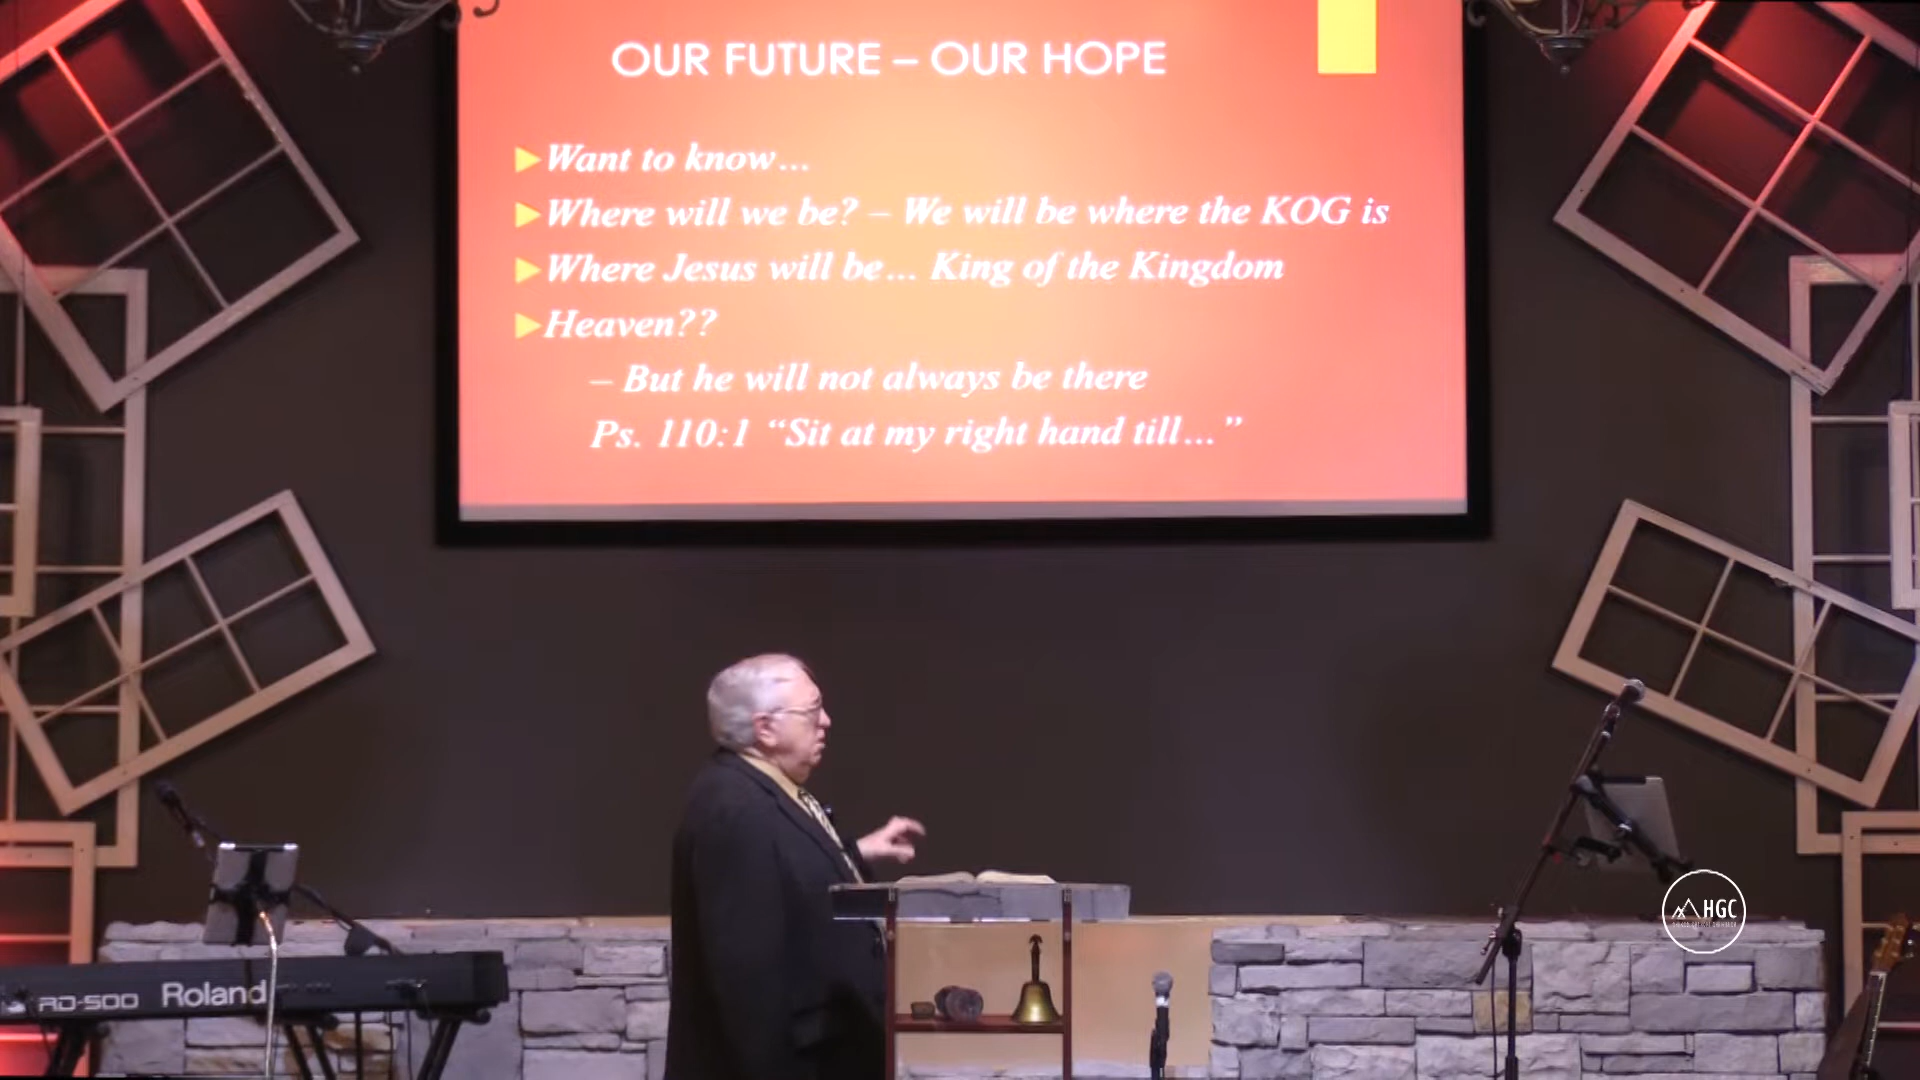 OUR FUTURE – OUR HOPE
Want to know…
Where will we be? – We will be where the KOG is
Where Jesus will be… King of the Kingdom
Heaven??
– But he will not always be there
Ps. 110:1 “Sit at my right hand till…”
HGC
RD-500 Roland